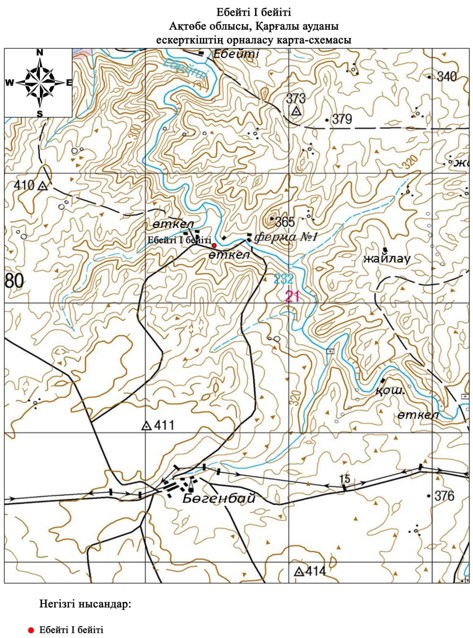 Ебейті I бейіті
Ақтөбе облысы, Қарғалы ауданы
ескерткіштің орналасу карта-схемасы
N
W E
S
Ебейті
340
373
379
320
410
өткел
365
Ебейті I бейіті
ферма №1
өткел
жайлау
80
232
21
қош.
өткел
320
411
15
Бөгенбай
376
414
Негізгі нысандар:
Ебейті I бейіті